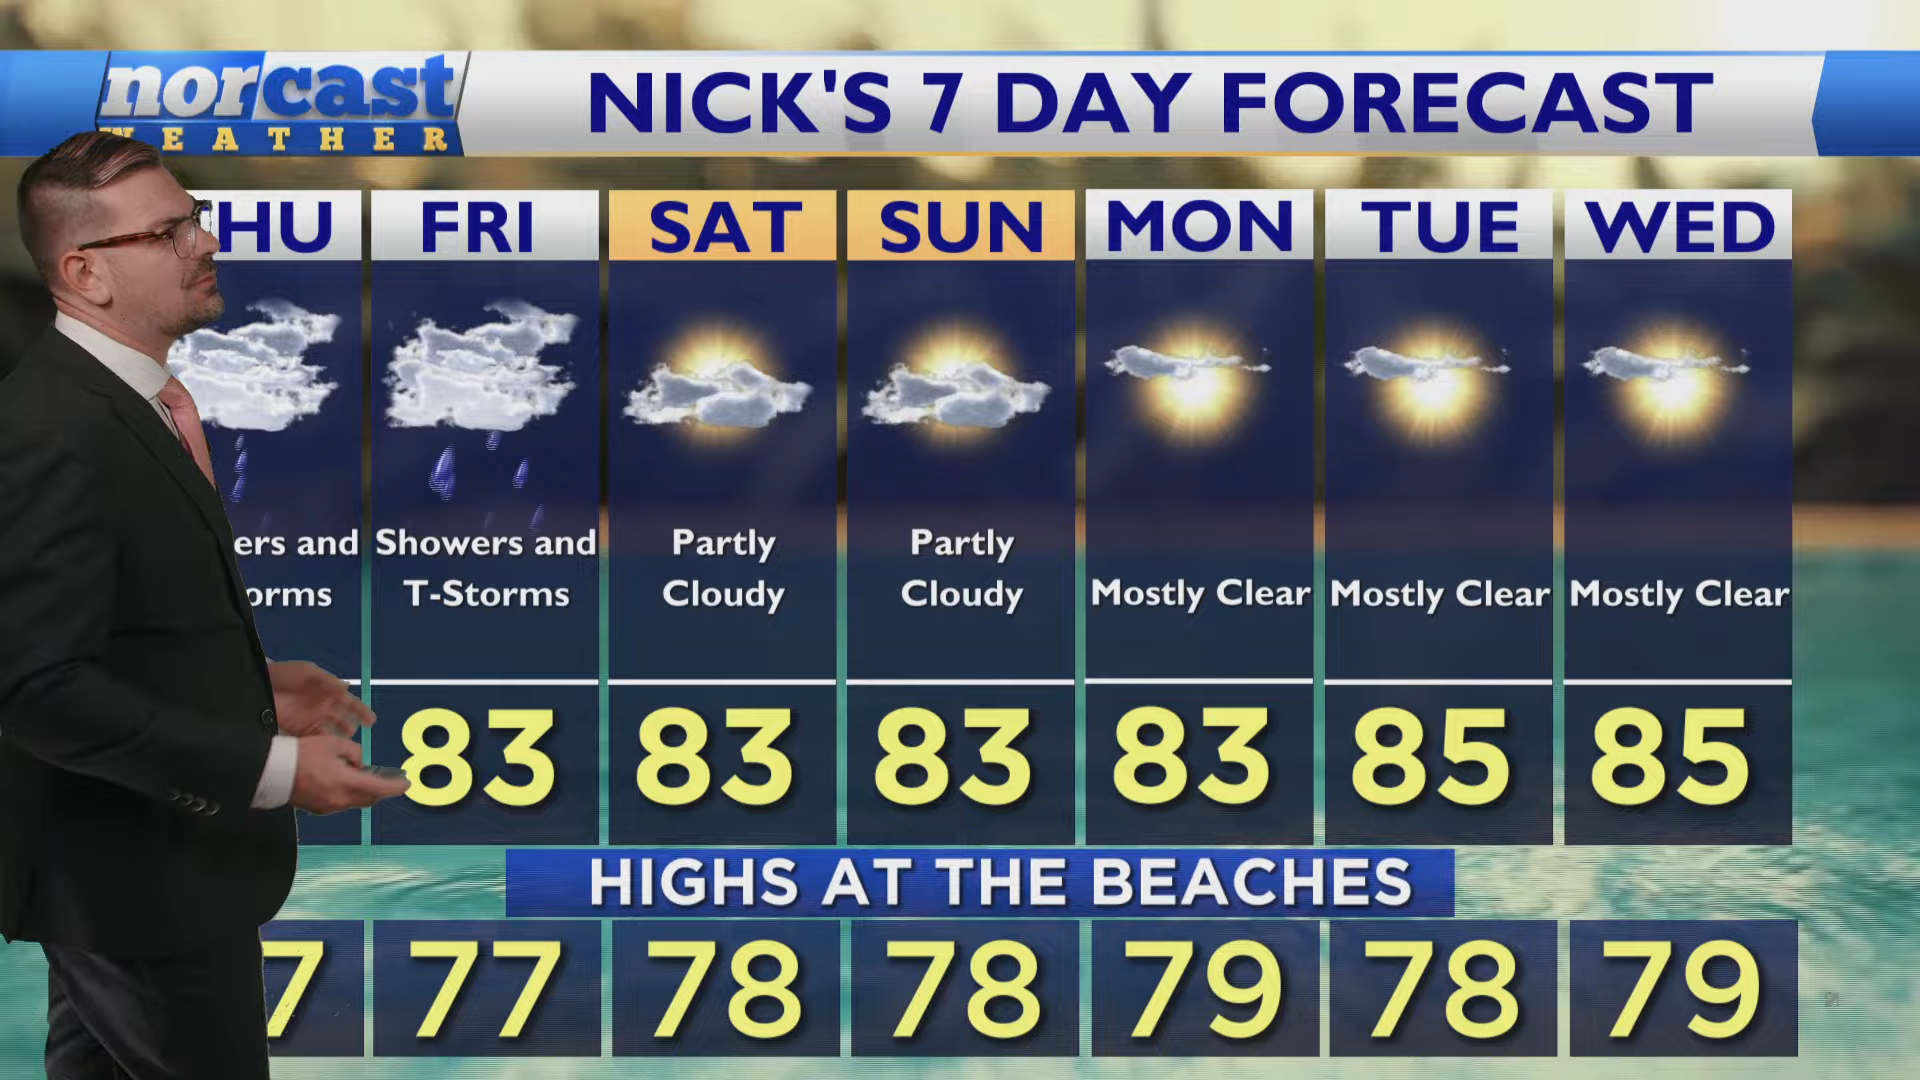 norcast
WEATHER
NICK'S 7 DAY FORECAST
THU FRI SAT SUN MON TUE WED
ers and Showers and Partly Partly
orms T-Storms Cloudy Cloudy Mostly Clear Mostly Clear Mostly Clear
83 83 83 83 85 85
HIGHS AT THE BEACHES
7 77 78 78 79 78 79